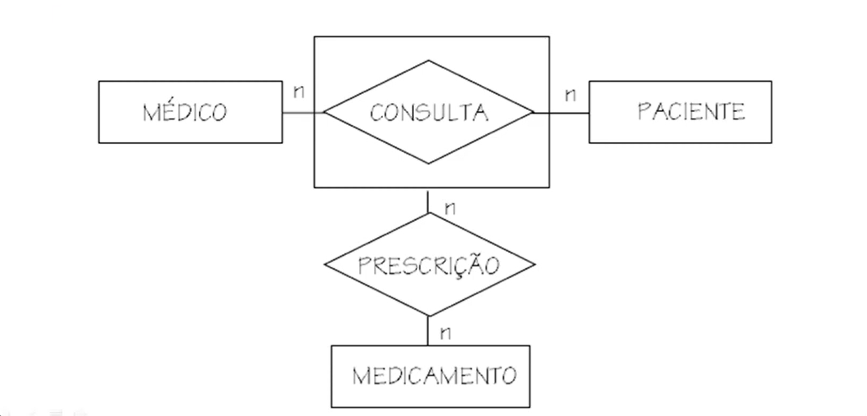 MÉDICO
n
CONSULTA
n
PACIENTE
n
PRESCRIÇÃO
n
MEDICAMENTO